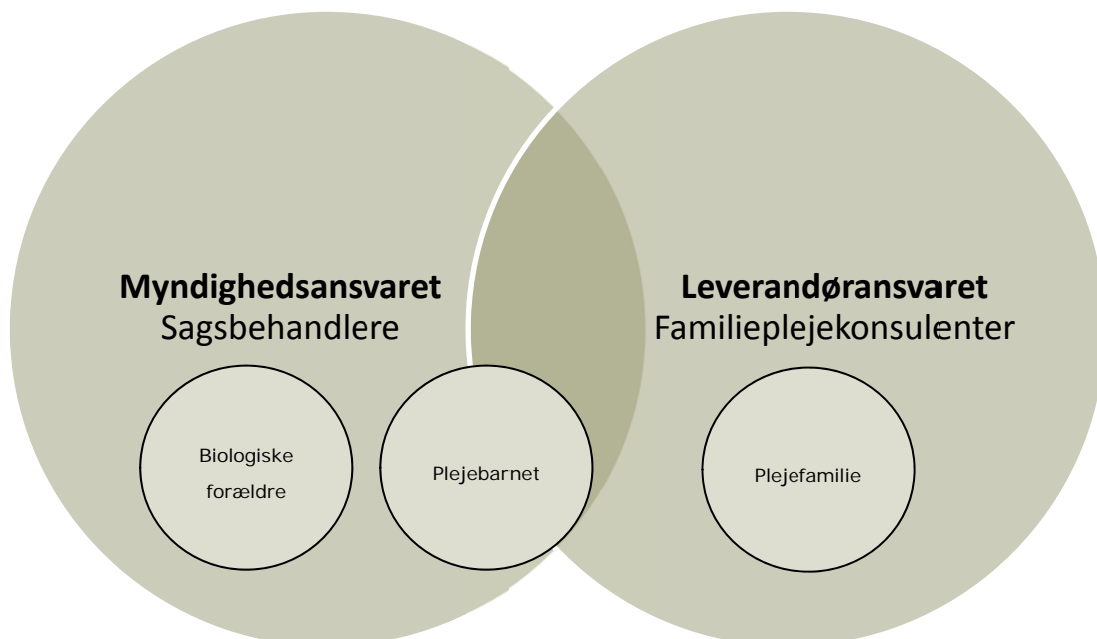 Myndighedsansvaret
Sagsbehandlere
Leverandøransvaret
Familieplejekonsulenter
Biologiske
forældre
Plejebarnet
Plejefamilie